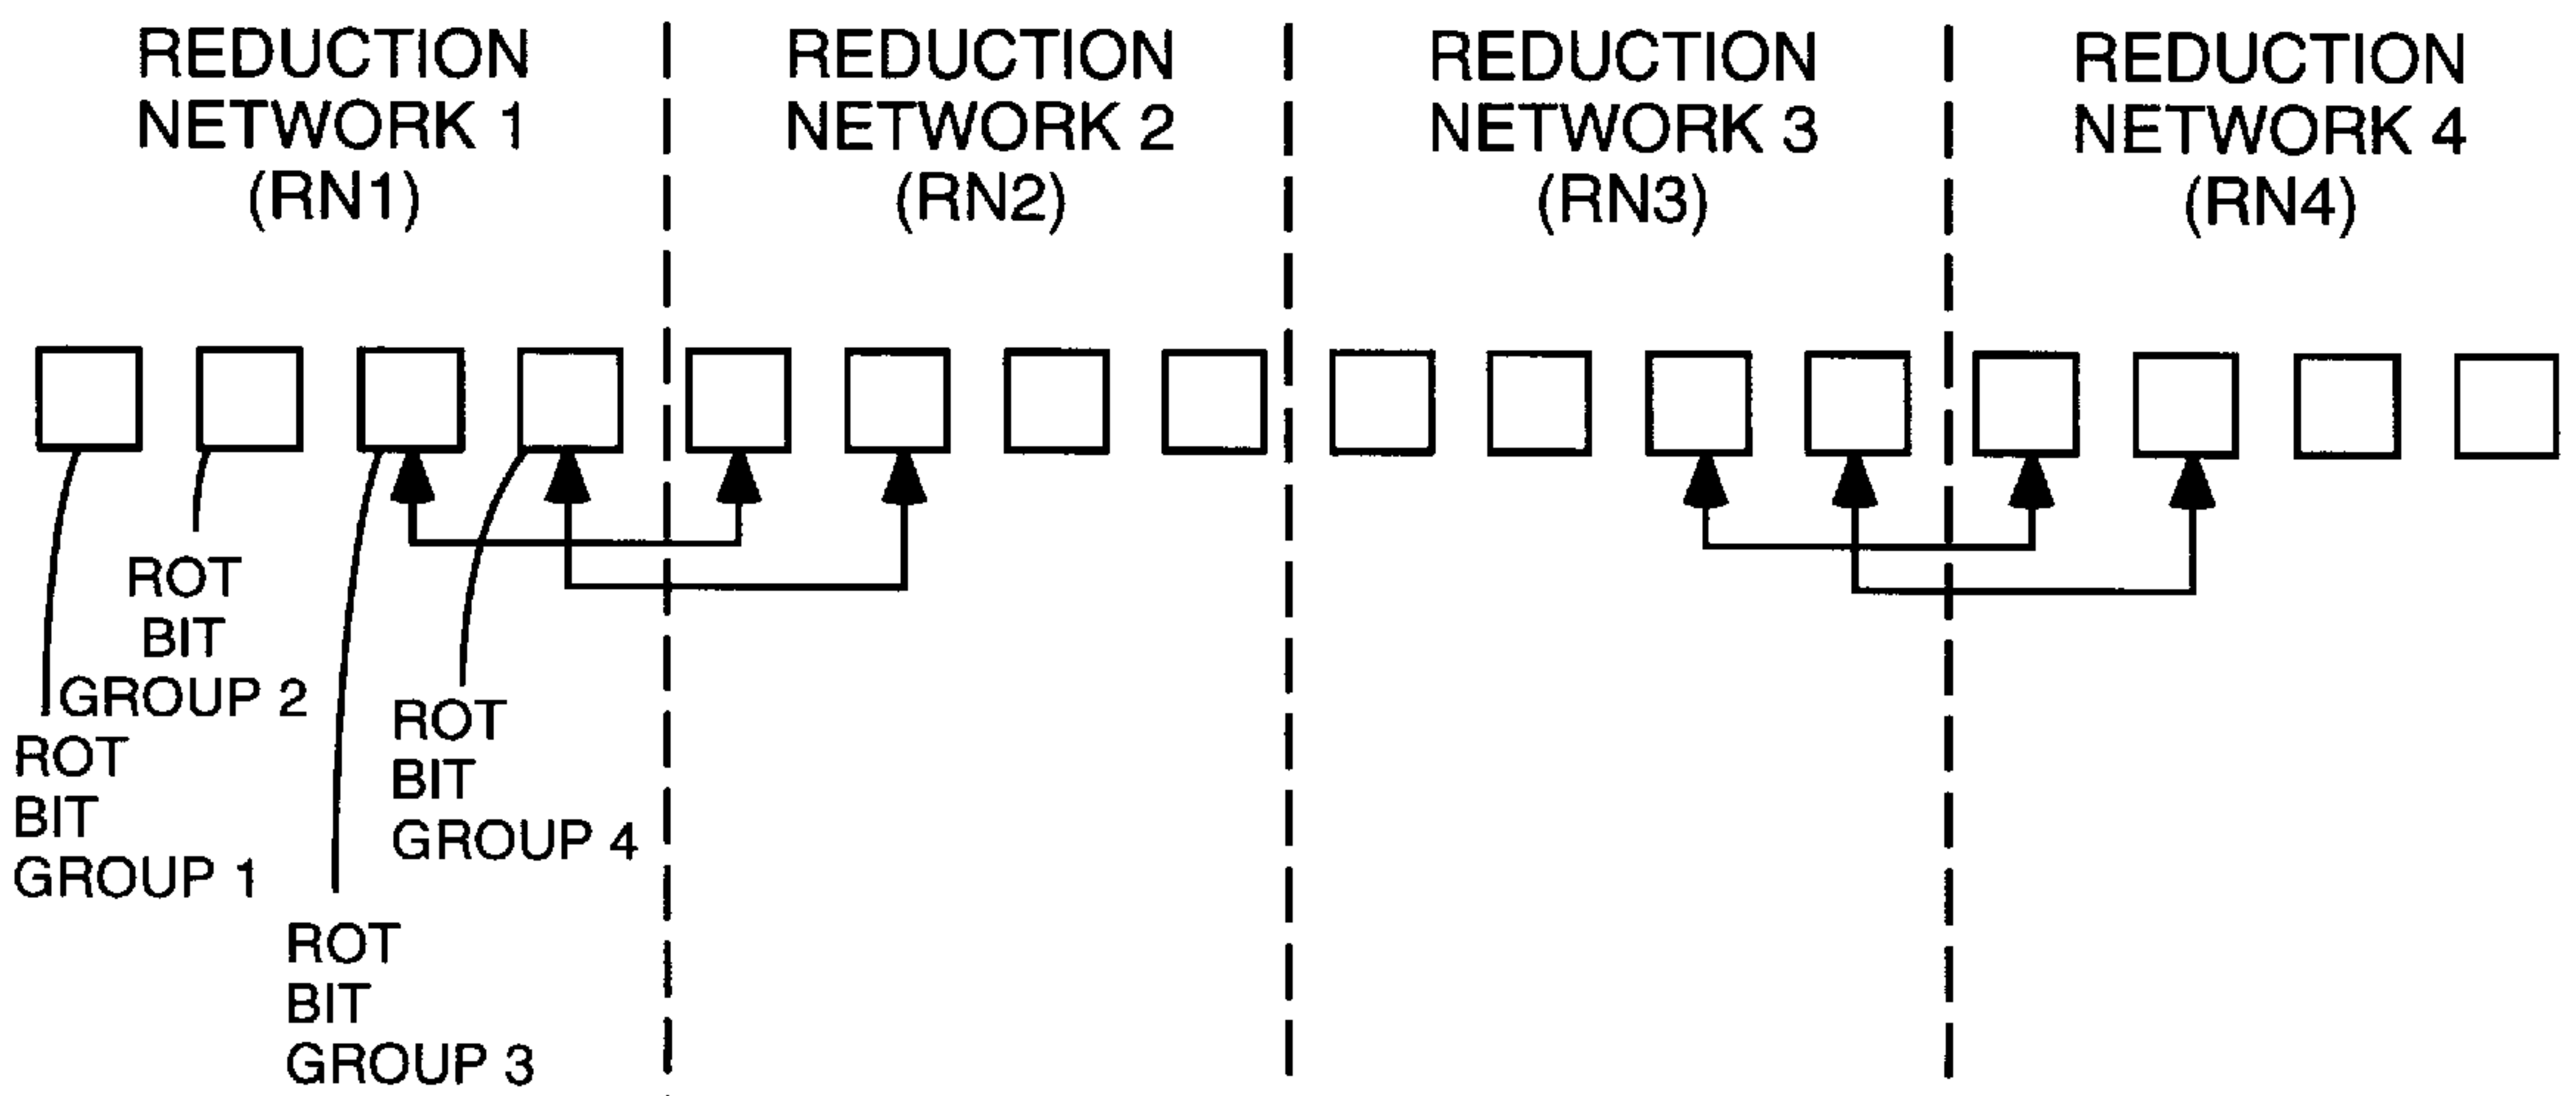 REDUCTION
NETWORK 1
(RN1)
REDUCTION
NETWORK 2
(RN2)
REDUCTION
NETWORK 3
(RN3)
REDUCTION
NETWORK 4
(RN4)
ROT
BIT
GROUP 2
ROT
BIT
GROUP 1
ROT
BIT
GROUP 4
ROT
BIT
GROUP 3